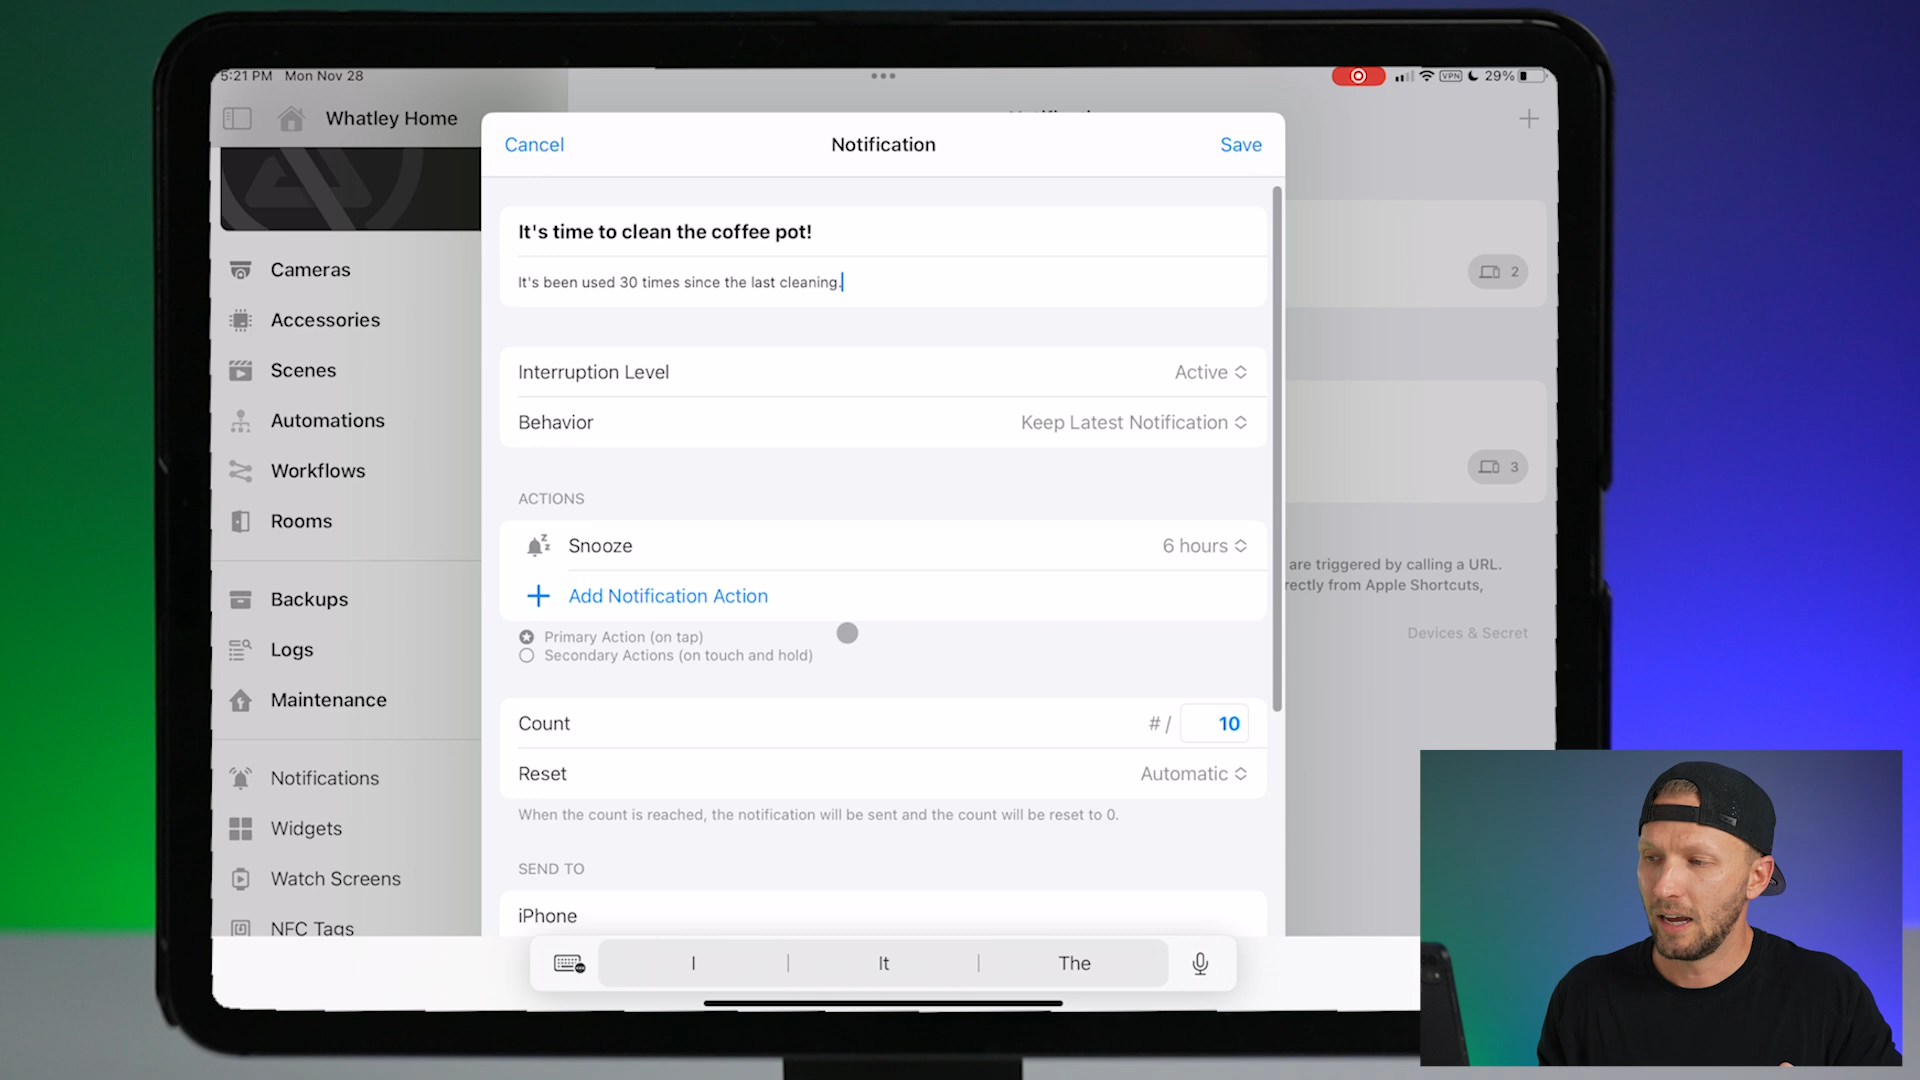 5:21 PM Mon Nov 28
VPN 29%
Whatley Home
Cancel
Notification
Save
It's time to clean the coffee pot!
It's been used 30 times since the last cleaning.
2
Cameras
Accessories
Scenes
Automations
Workflows
Rooms
Backups
Logs
Maintenance
Notifications
Widgets
Watch Screens
NFC Tags
Interruption Level
Active
Behavior
Keep Latest Notification
3
ACTIONS
Snooze
6 hours
Add Notification Action
Primary Action (on tap)
Secondary Actions (on touch and hold)
are triggered by calling a URL.
rectly from Apple Shortcuts,
Devices & Secret
Count
# / 10
Reset
Automatic
When the count is reached, the notification will be sent and the count will be reset to 0.
SEND TO
iPhone
I
It
The